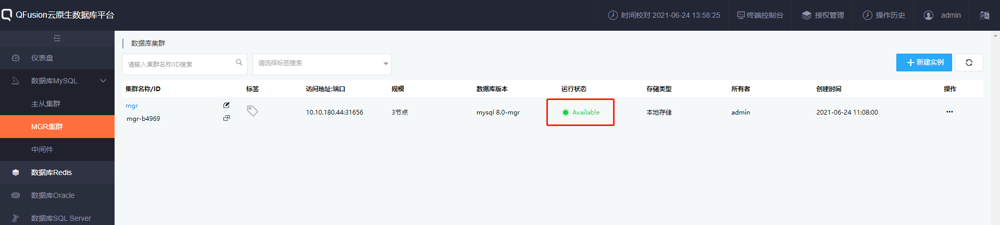 QFusion云原生数据库平台
时间校对 2021-06-24 13:58:25
终端控制台
授权管理
操作历史
admin
仪表盘
数据库MySQL
主从集群
MGR集群
中间件
数据库Redis
数据库Oracle
数据库SQL Server
数据库集群
请输入集群名称/ID搜索
请选择标签搜索
新建实例
集群名称/ID 标签 访问地址:端口 规模 数据库版本 运行状态 存储类型 所有者 创建时间 操作
mgr
mgr-b4969
10.10.180.44:31656 3节点 mysql 8.0-mgr Available 本地存储 admin 2021-06-24 11:08:00 •••